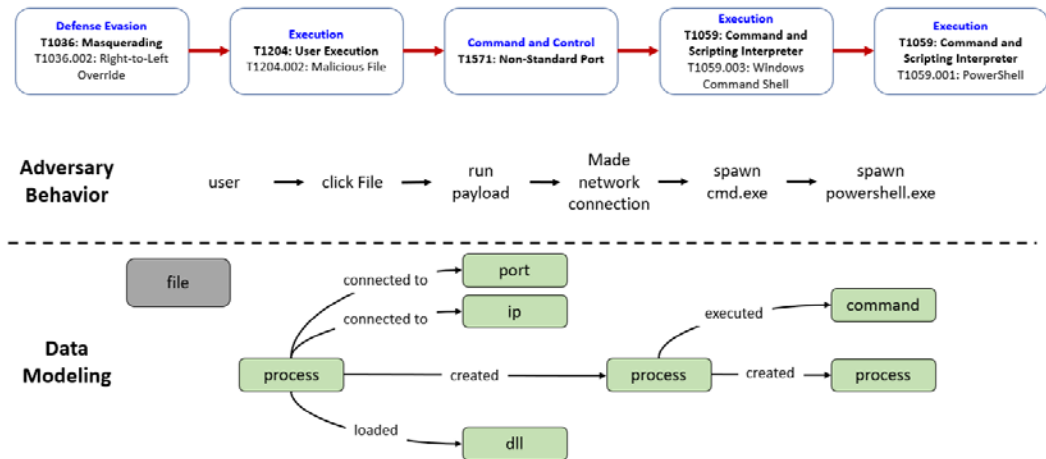 Defense Evasion
T1036: Masquerading
T1036.002: Right-to-Left
Override
Execution
T1204: User Execution
T1204.002: Malicious File
Command and Control
T1571: Non-Standard Port
Execution
T1059: Command and
Scripting Interpreter
T1059.003: Windows
Command Shell
Execution
T1059: Command and
Scripting Interpreter
T1059.001: PowerShell
Adversary
Behavior
user
click File
run
payload
Made
network
connection
spawn
cmd.exe
spawn
powershell.exe
Data
Modeling
file
connected to
port
connected to
ip
process
created
process
executed
command
created
process
loaded
dll